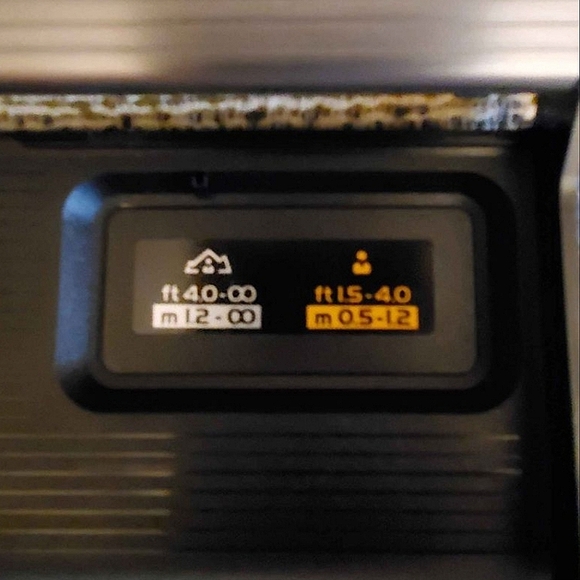 ft 4.0-∞
m 1.2 - ∞
ft 1.5-4.0
m 0.5-1.2